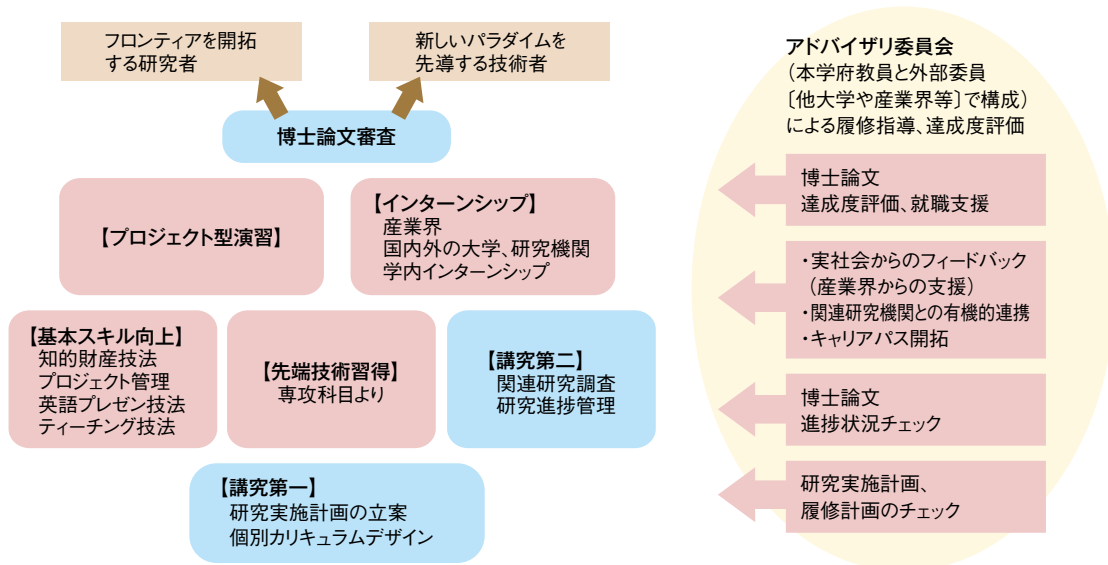 フロンティアを開拓
する研究者
新しいパラダイムを
先導する技術者
博士論文審査
【プロジェクト型演習】
【インターンシップ】
産業界
国内外の大学、研究機関
学内インターンシップ
【基本スキル向上】
知的財産技法
プロジェクト管理
英語プレゼン技法
ティーチング技法
【先端技術習得】
専攻科目より
【講究第二】
関連研究調査
研究進捗管理
【講究第一】
研究実施計画の立案
個別カリキュラムデザイン
アドバイザリ委員会
（本学府教員と外部委員
〔他大学や産業界等〕で構成）
による履修指導、達成度評価
博士論文
達成度評価、就職支援
・実社会からのフィードバック
（産業界からの支援）
・関連研究機関との有機的連携
・キャリアパス開拓
博士論文
進捗状況チェック
研究実施計画、
履修計画のチェック